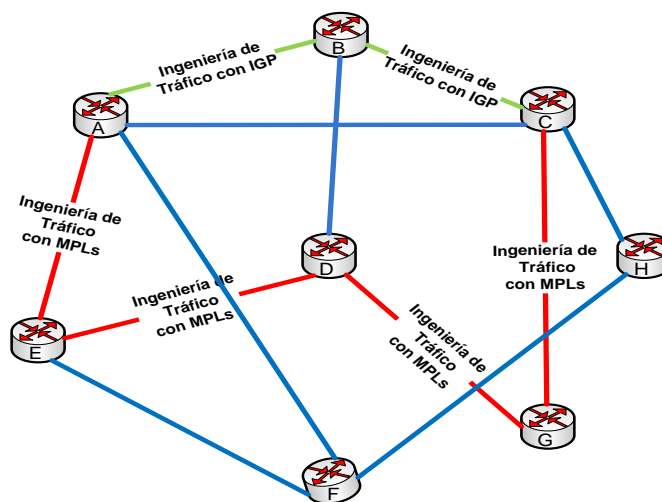 B
Ingeniería de
Tráfico con IGP
Ingeniería de
Tráfico con IGP
A
C
Ingeniería de
Tráfico
con MPLs
D
H
Ingeniería de
Tráfico
con MPLs
Ingeniería de
Tráfico
con MPLs
E
Ingeniería de
Tráfico
con MPLs
G
F